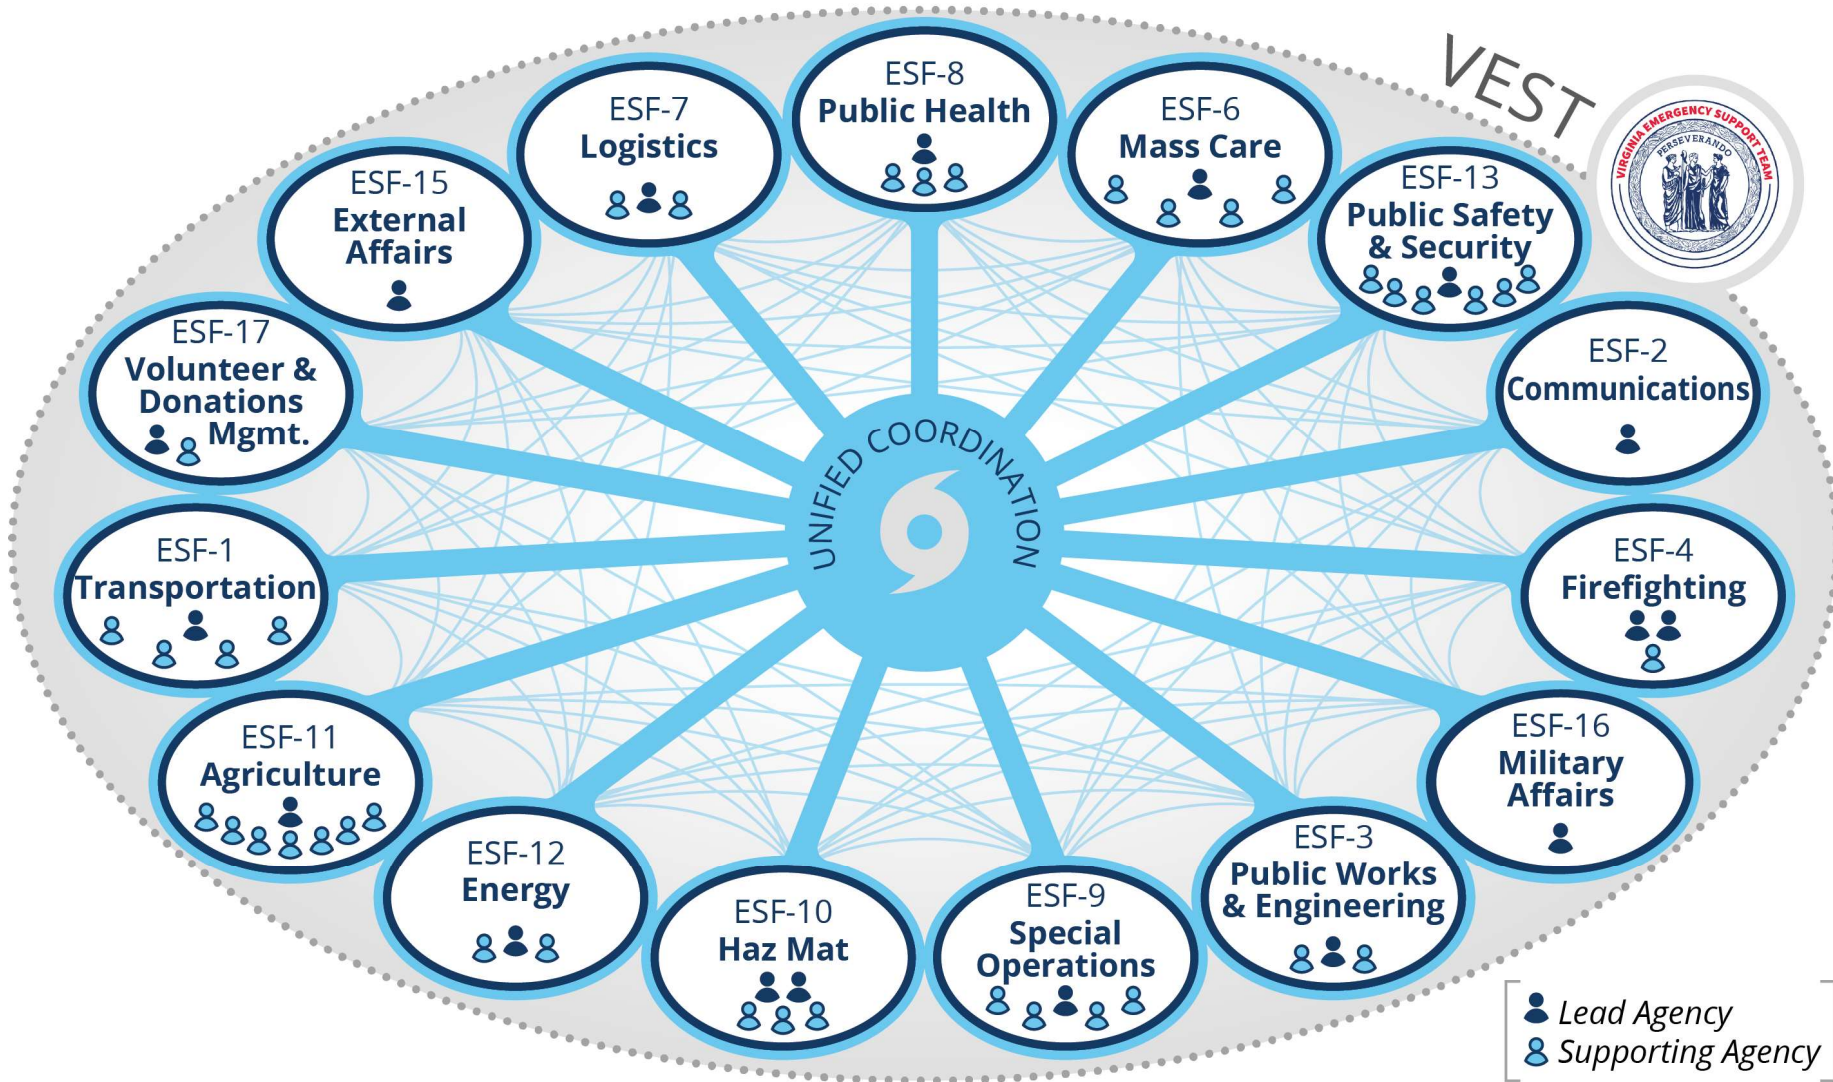 VEST
VIRGINIA EMERGENCY SUPPORT TEAM
PERSEVERANDO
ESF-8
Public Health
ESF-6
Mass Care
ESF-13
Public Safety
& Security
ESF-2
Communications
ESF-4
Firefighting
ESF-16
Military
Affairs
ESF-3
Public Works
& Engineering
ESF-9
Special
Operations
ESF-10
Haz Mat
ESF-12
Energy
ESF-11
Agriculture
ESF-1
Transportation
ESF-17
Volunteer &
Donations
Mgmt.
ESF-15
External
Affairs
ESF-7
Logistics
UNIFIED COORDINATION
Lead Agency
Supporting Agency